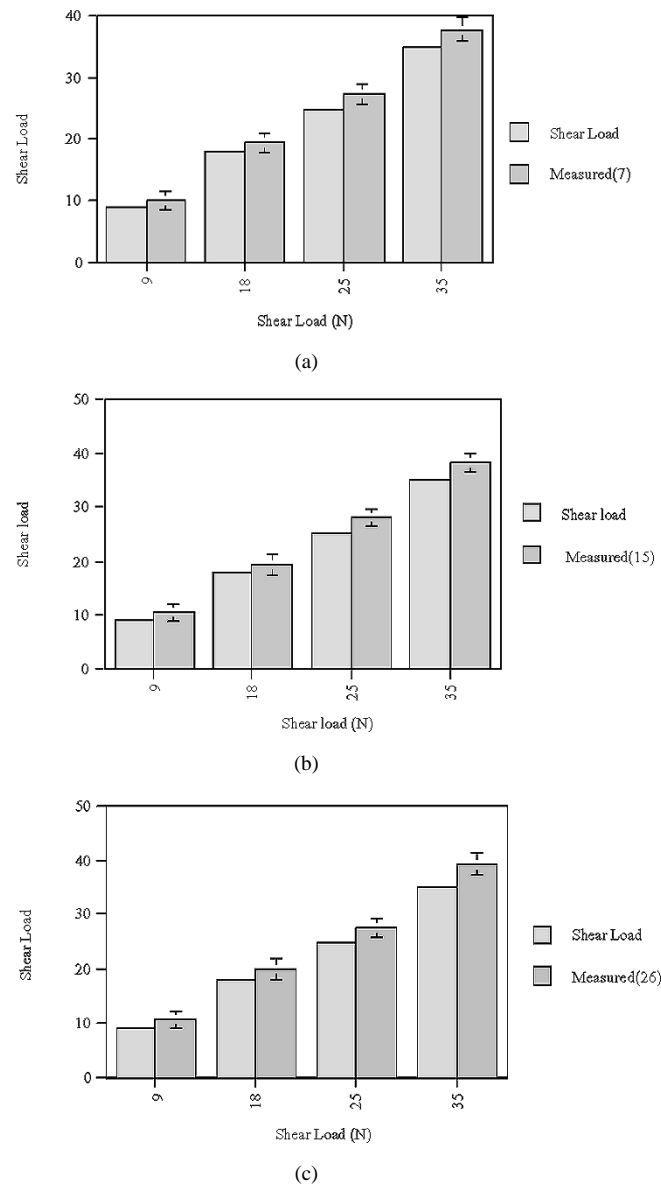 40
30
20
10
0
Shear Load
9
18
25
35
Shear Load (N)
Shear Load
Measured(7)
(a)
50
40
30
20
10
0
Shear load
9
18
25
35
Shear load (N)
Shear load
Measured(15)
(b)
50
40
30
20
10
0
Shear Load
9
18
25
35
Shear Load (N)
Shear Load
Measured(26)
(c)